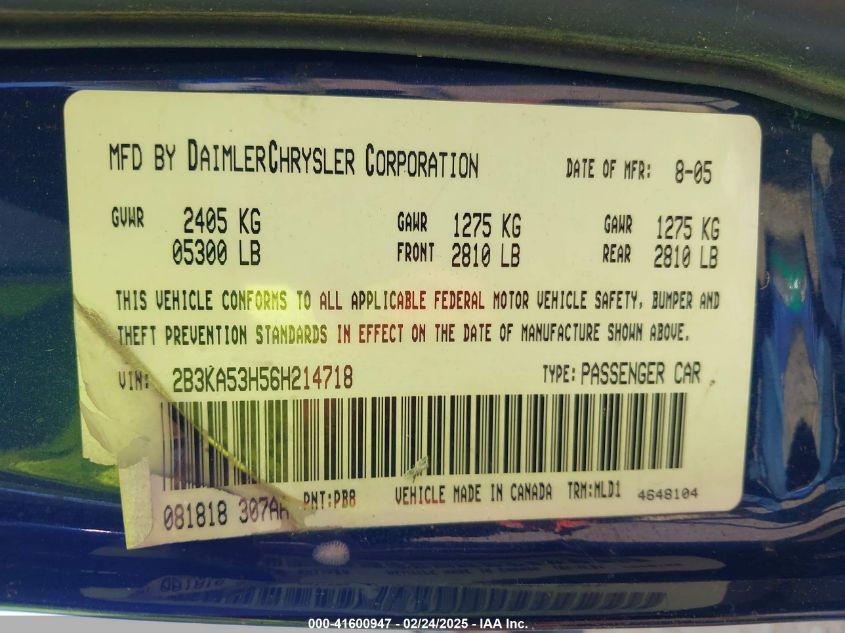 MFD BY DAIMLERCHRYSLER CORPORATION DATE OF MFR: 8-05
GVWR 2405 KG GAWR 1275 KG GAWR 1275 KG
05300 LB FRONT 2810 LB REAR 2810 LB
THIS VEHICLE CONFORMS TO ALL APPLICABLE FEDERAL MOTOR VEHICLE SAFETY, BUMPER AND
THEFT PREVENTION STANDARDS IN EFFECT ON THE DATE OF MANUFACTURE SHOWN ABOVE.
VIN: 2B3KA53H56H214718 TYPE: PASSENGER CAR
081818 PNT:PB8 VEHICLE MADE IN CANADA TRM:MLD1 4648104
000-41600947 - 02/24/2025 - IAA Inc.